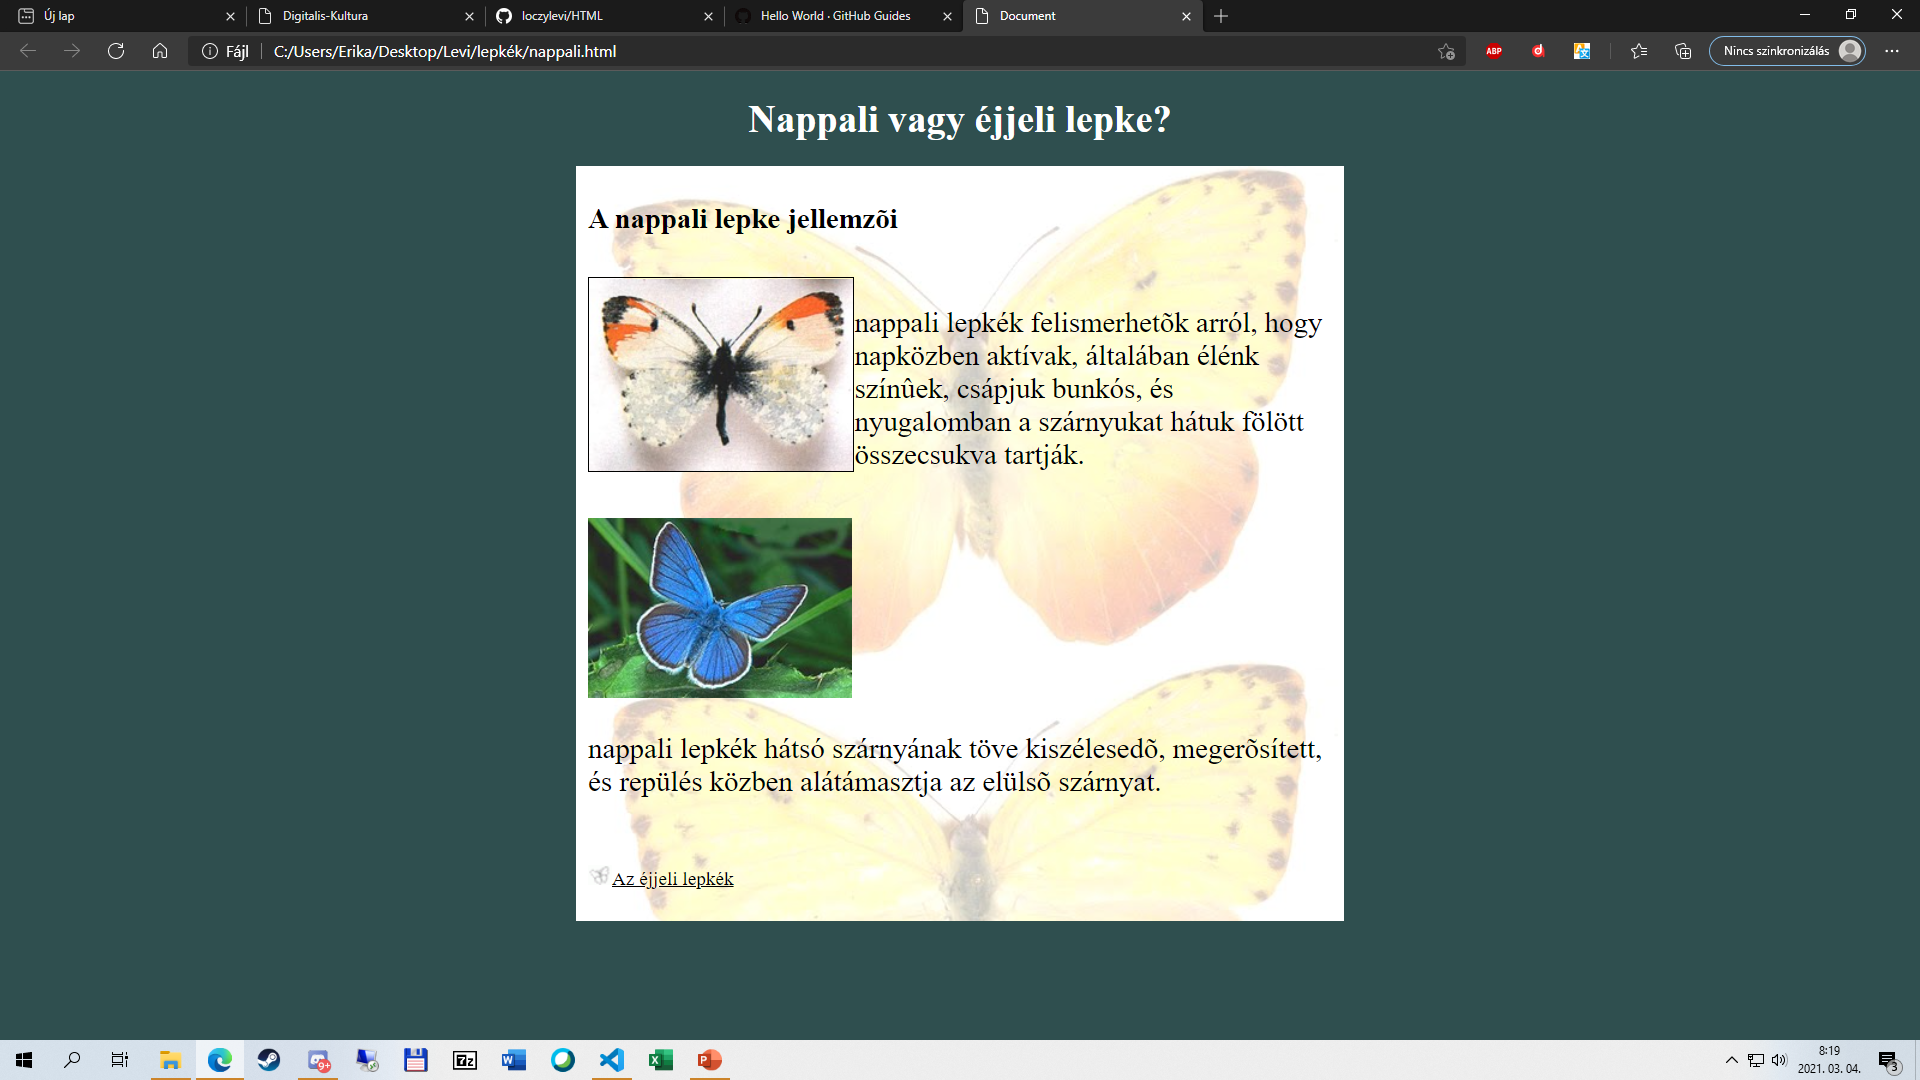 Új lap
Digitalis-Kultura
loczylevi/HTML
Hello World · GitHub Guides
Document
Fájl
C:/Users/Erika/Desktop/Levi/lepkék/nappali.html
ABP
Nincs szinkronizálás
Nappali vagy éjjeli lepke?
A nappali lepke jellemzõi
nappali lepkék felismerhetõk arról, hogy
napközben aktívak, általában élénk
színûek, csápjuk bunkós, és
nyugalomban a szárnyukat hátuk fölött
összecsukva tartják.
nappali lepkék hátsó szárnyának töve kiszélesedõ, megerõsített,
és repülés közben alátámasztja az elülsõ szárnyat.
Az éjjeli lepkék
9+
7z
W
X
P
8:19
2021. 03. 04.
3